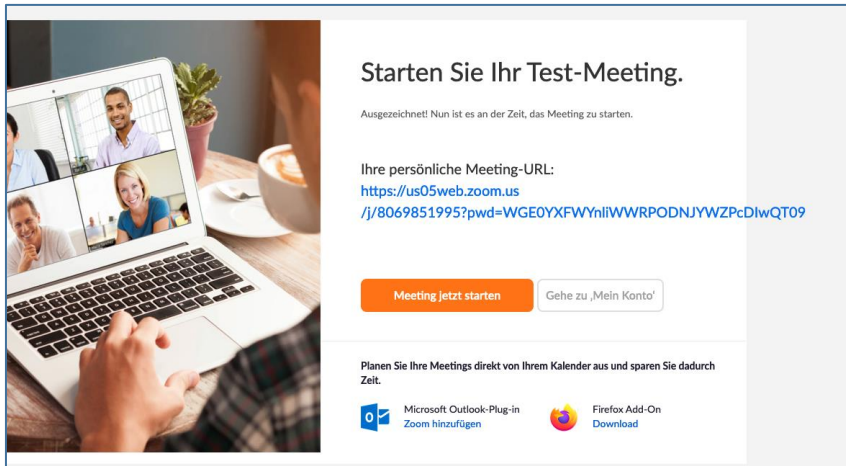 Starten Sie Ihr Test-Meeting.
Ausgezeichnet! Nun ist es an der Zeit, das Meeting zu starten.
Ihre persönliche Meeting-URL:
https://us05web.zoom.us
/j/8069851995?pwd=WGE0YXFWYnliWWRPODNJYWZPcDIwQT09
Meeting jetzt starten
Gehe zu ‚Mein Konto'
Planen Sie Ihre Meetings direkt von Ihrem Kalender aus und sparen Sie dadurch
Zeit.
Microsoft Outlook-Plug-in
Zoom hinzufügen
Firefox Add-On
Download